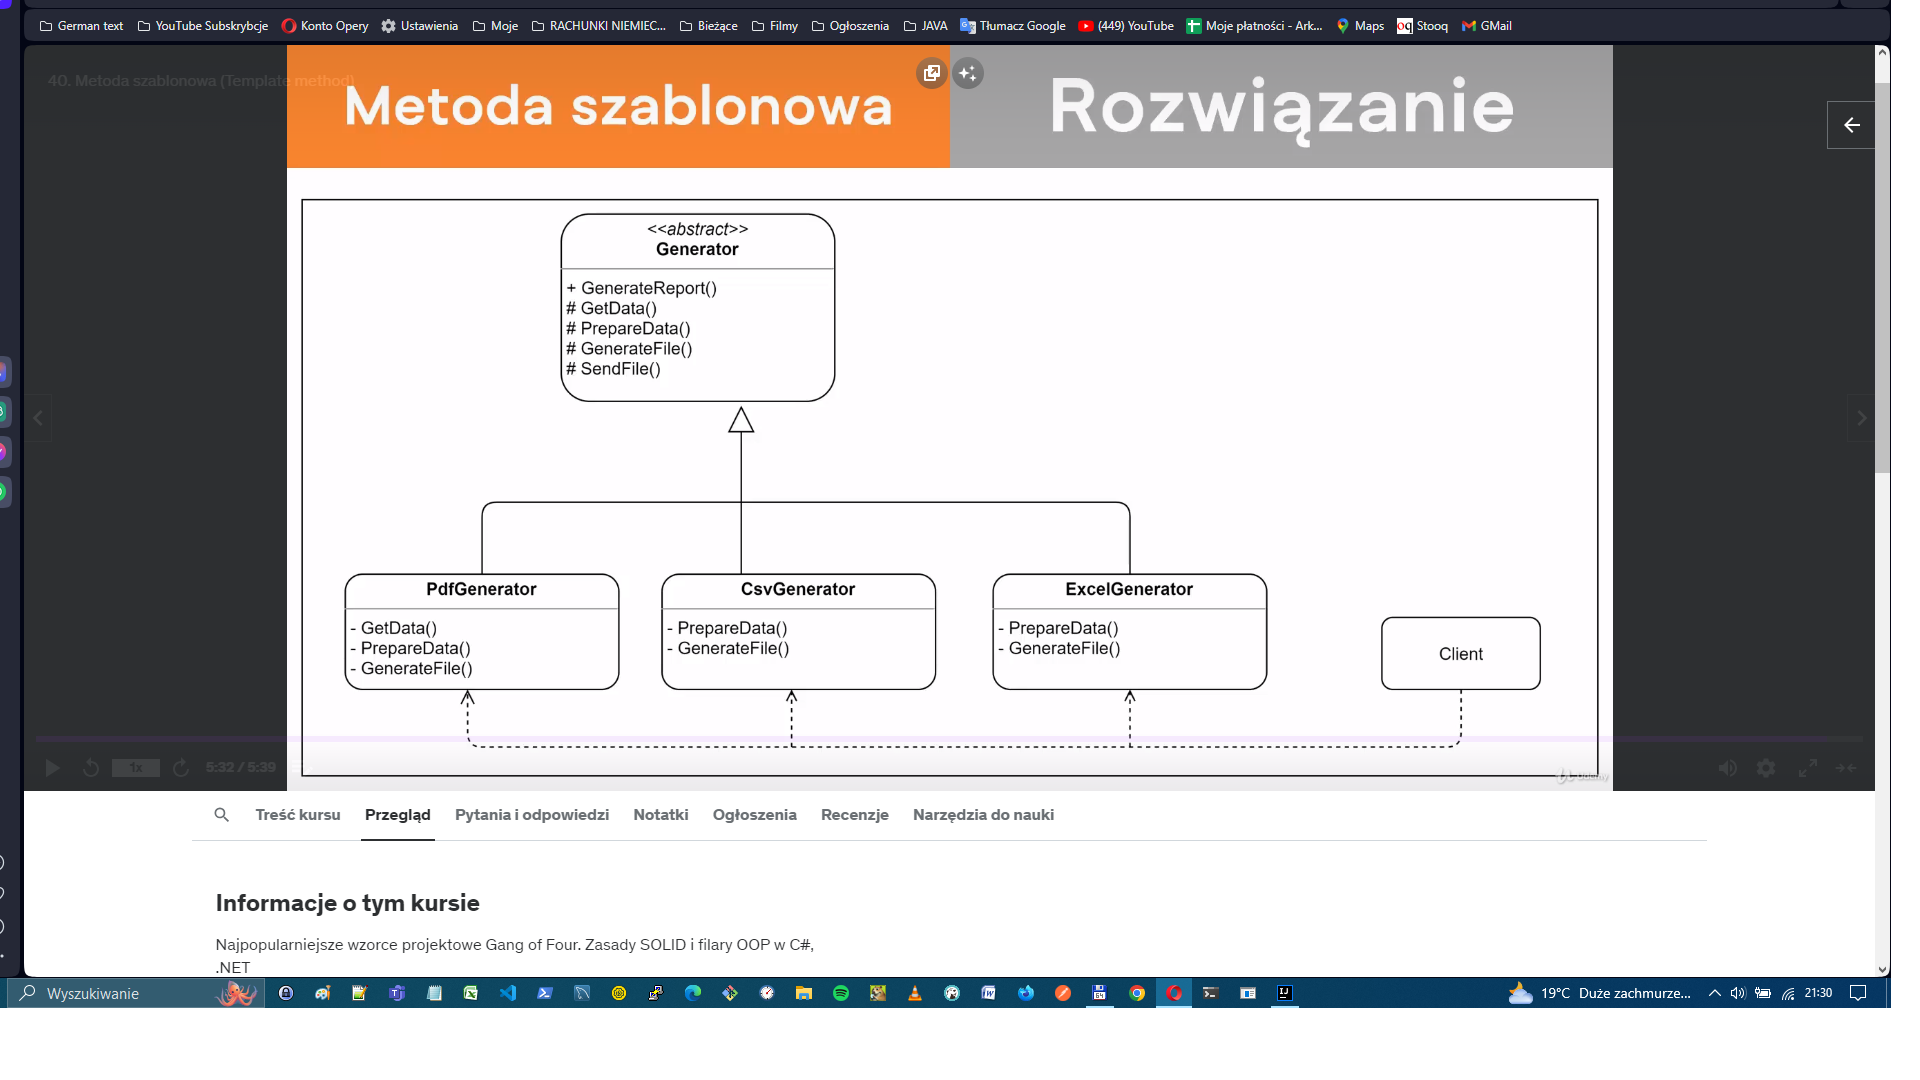 German text YouTube Subskrybcje Konto Opery Ustawienia Moje RACHUNKI NIEMIEC... Bieżące Filmy Ogłoszenia JAVA Tłumacz Google (449) YouTube Moje płatności - Ark... Maps oq Stooq GMail
40. Metoda szablonowa (Template method)
Metoda szablonowa
Rozwiązanie
<<abstract>>
Generator
+ GenerateReport()
# GetData()
# PrepareData()
# GenerateFile()
# SendFile()
PdfGenerator
- GetData()
- PrepareData()
- GenerateFile()
CsvGenerator
- PrepareData()
- GenerateFile()
ExcelGenerator
- PrepareData()
- GenerateFile()
Client
1x 5:32 / 5:39
Udemy
Treść kursu Przegląd Pytania i odpowiedzi Notatki Ogłoszenia Recenzje Narzędzia do nauki
Informacje o tym kursie
Najpopularniejsze wzorce projektowe Gang of Four. Zasady SOLID i filary OOP w C#,
.NET
Wyszukiwanie 19°C Duże zachmurze... 21:30